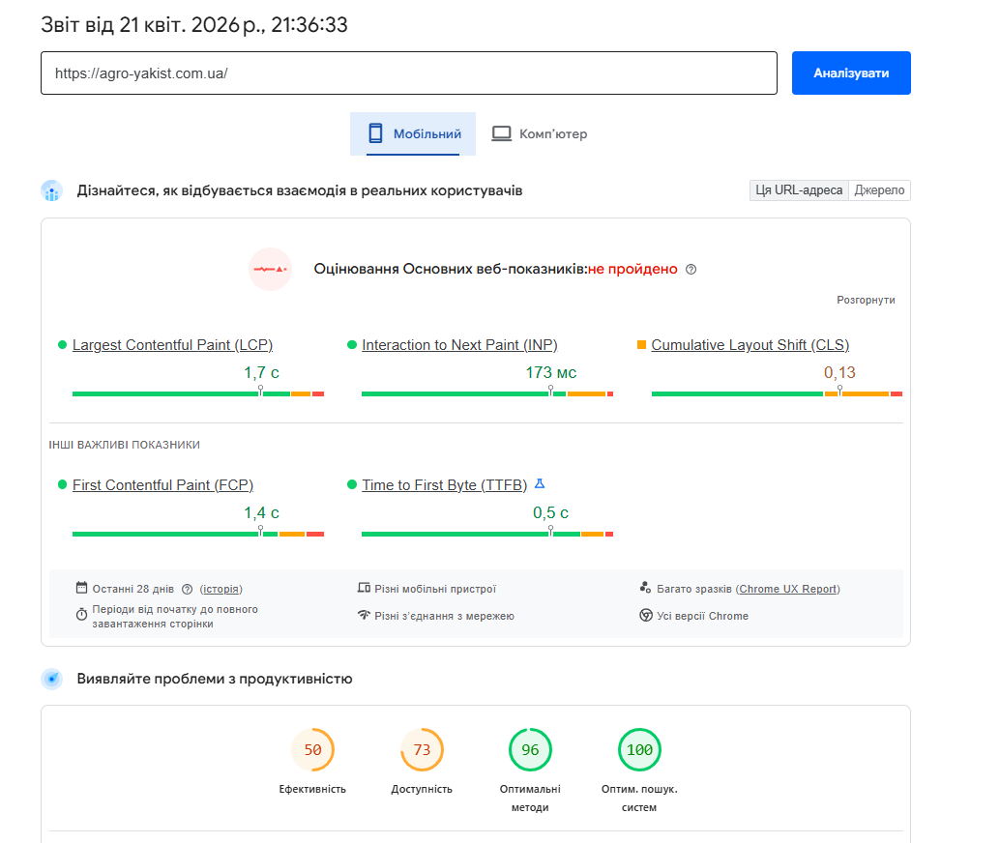 Звіт від 21 квіт. 2026 р., 21:36:33
https://agro-yakist.com.ua/
Аналізувати
Мобільний
Комп'ютер
Дізнайтеся, як відбувається взаємодія в реальних користувачів
Ця URL-адреса
Джерело
Оцінювання Основних веб-показників:не пройдено
Розгорнути
Largest Contentful Paint (LCP)
1,7 с
Interaction to Next Paint (INP)
173 мс
Cumulative Layout Shift (CLS)
0,13
ІНШІ ВАЖЛИВІ ПОКАЗНИКИ
First Contentful Paint (FCP)
1,4 с
Time to First Byte (TTFB)
0,5 с
Останні 28 днів (історія)
Різні мобільні пристрої
Багато зразків (Chrome UX Report)
Періоди від початку до повного
завантаження сторінки
Різні з'єднання з мережею
Усі версії Chrome
Виявляйте проблеми з продуктивністю
50
Ефективність
73
Доступність
96
Оптимальні
методи
100
Оптим. пошук.
систем